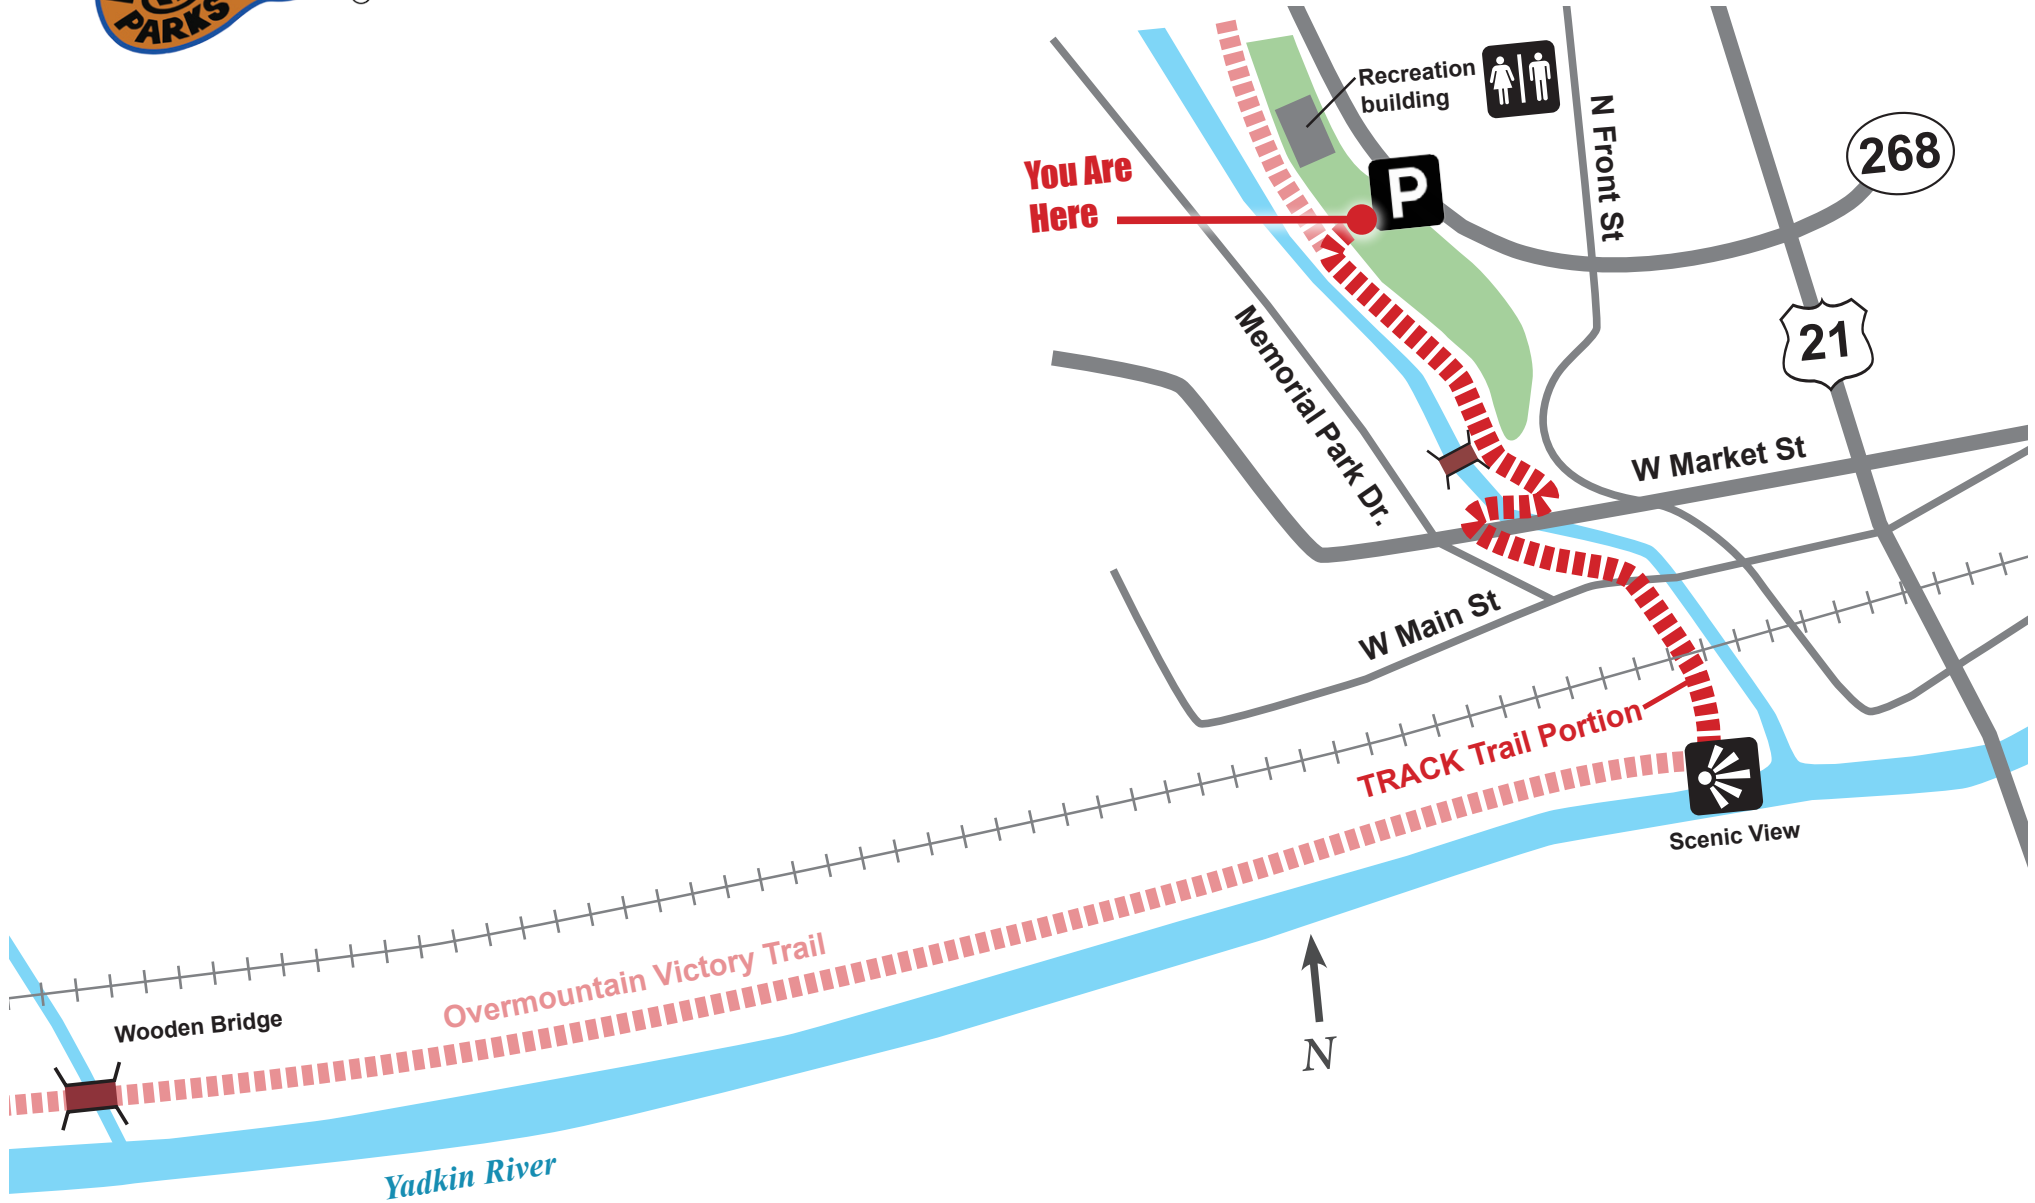 PARKS
Recreation
building
P
N Front St
268
You Are
Here
21
Memorial Park Dr.
W Market St
W Main St
TRACK Trail Portion
Scenic View
Overmountain Victory Trail
Wooden Bridge
N
Yadkin River